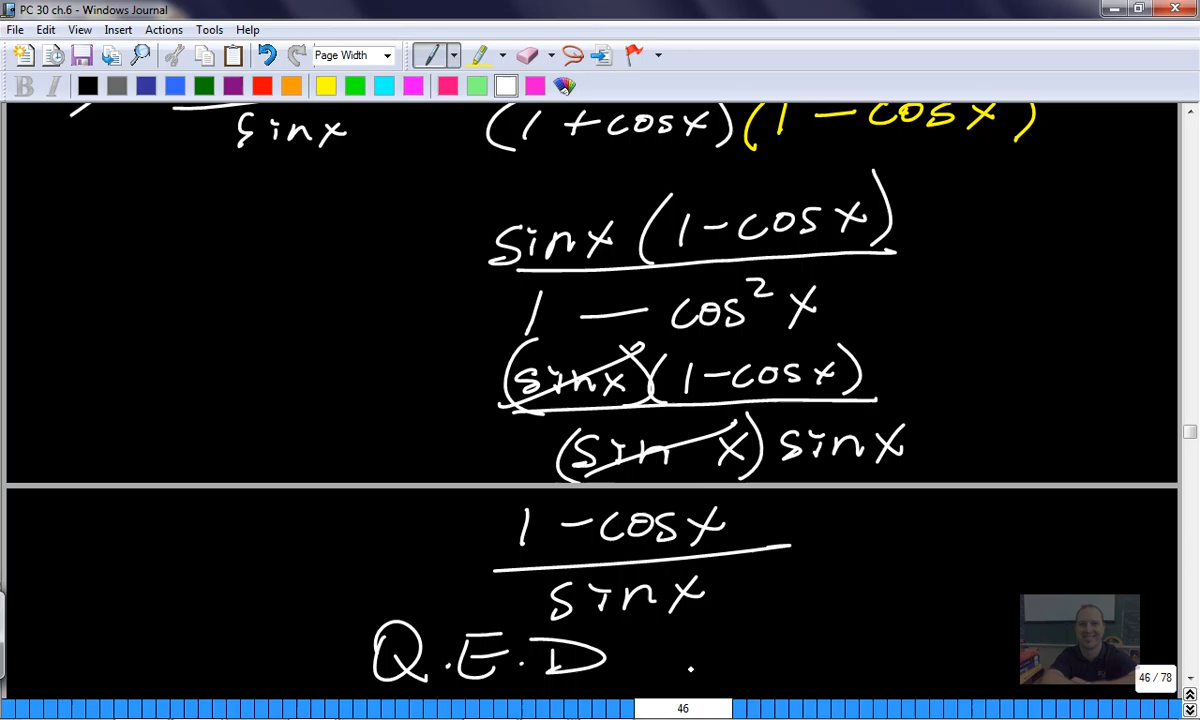 PC 30 ch.6 - Windows Journal
File Edit View Insert Actions Tools Help
Page Width
B I
sinx (1 + cosx) (1 - cosx)
sinx (1 - cosx)
1 - cos² x
(sinx) (1 - cosx)
(sin x) sinx
1 - cosx
sinx
Q.E.D
46 / 78
46